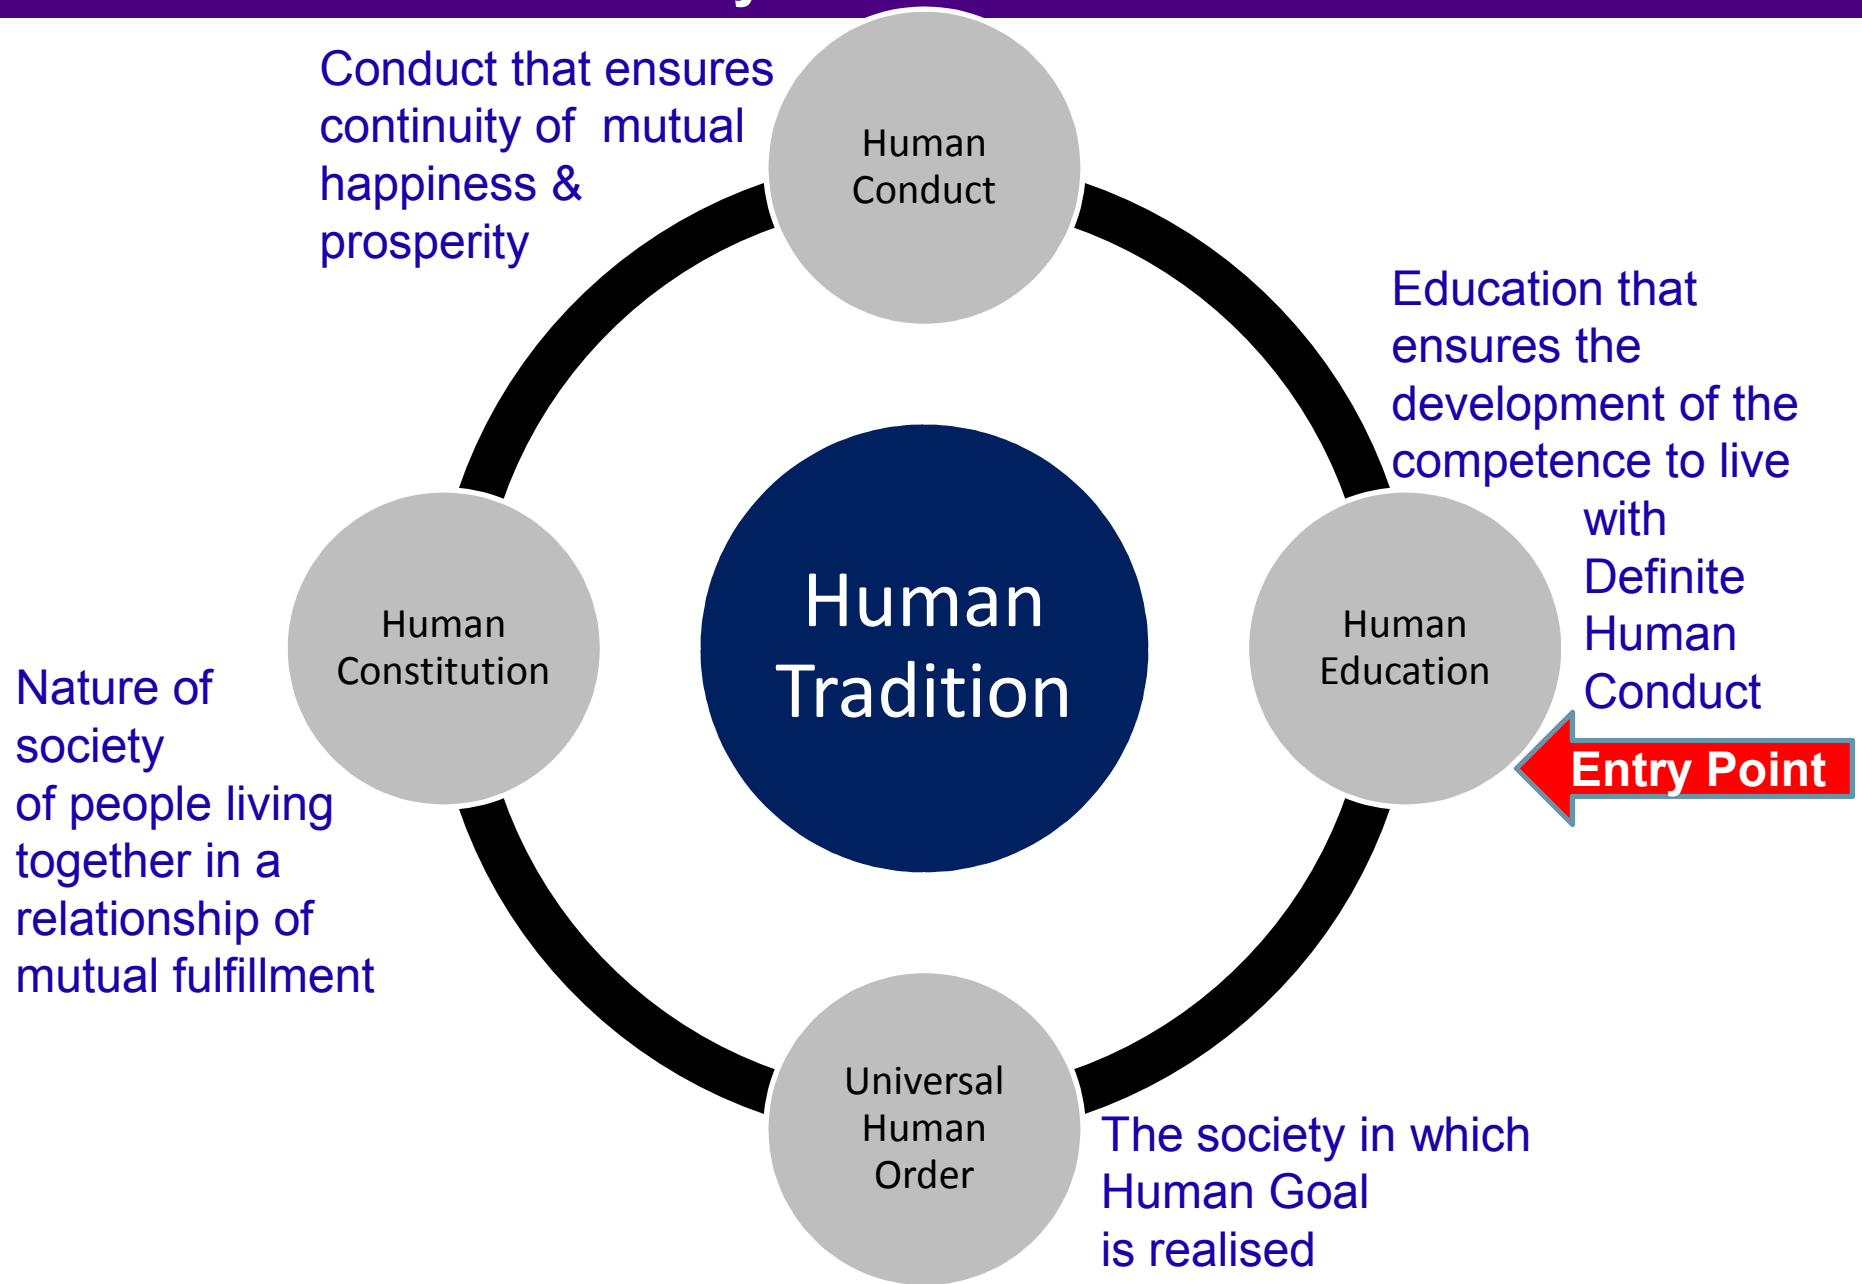 Conduct that ensures
continuity of mutual
happiness &
prosperity
Human
Conduct
Education that
ensures the
development of the
competence to live
with
Definite
Human
Conduct
Human
Education
Entry Point
Human
Tradition
Human
Constitution
Nature of
society
of people living
together in a
relationship of
mutual fulfillment
Universal
Human
Order
The society in which
Human Goal
is realised